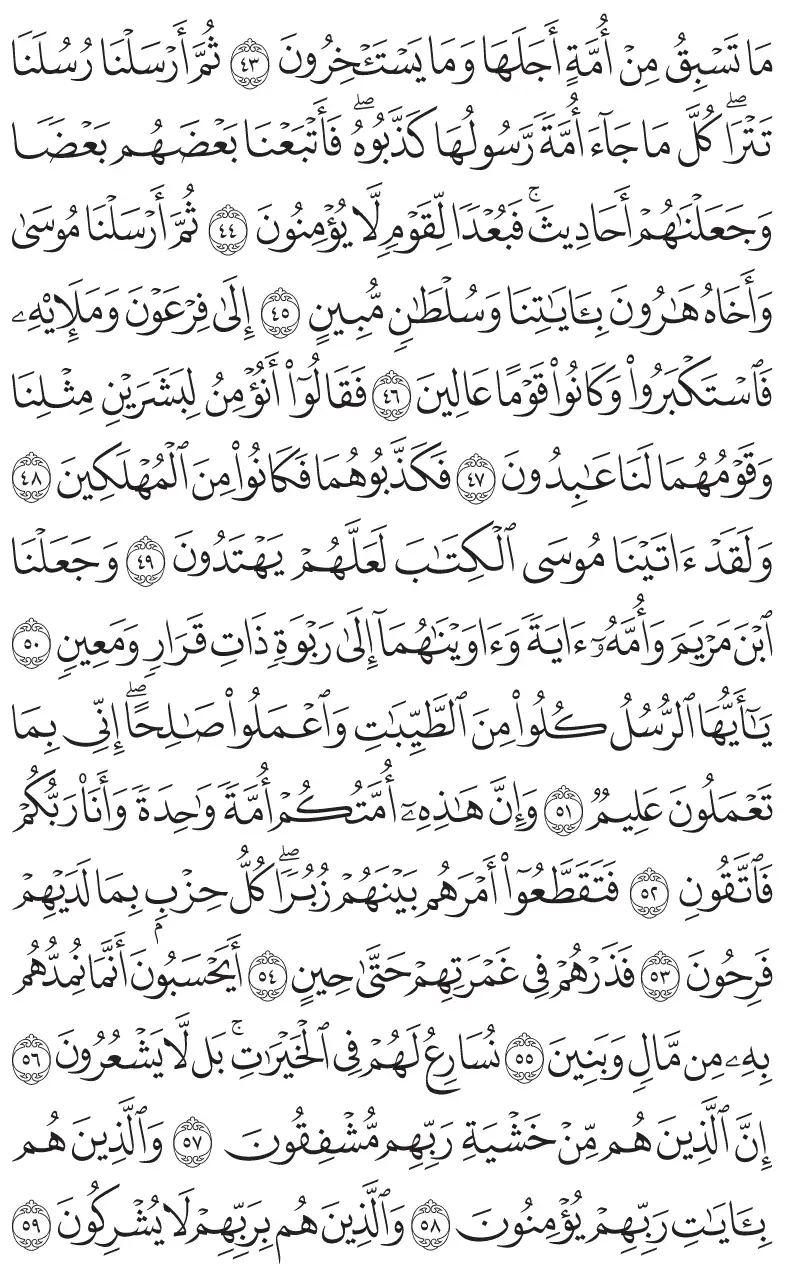 مَا تَسۡبِقُ مِنۡ أُمَّةٍ أَجَلَهَا وَمَا يَسۡتَـٔۡخِرُونَ ٤٣ ثُمَّ أَرۡسَلۡنَا رُسُلَنَا
تَتۡرَاۖ كُلَّ مَا جَآءَ أُمَّةٗ رَّسُولُهَا كَذَّبُوهُۖ فَأَتۡبَعۡنَا بَعۡضَهُم بَعۡضٗا
وَجَعَلۡنَٰهُمۡ أَحَادِيثَۚ فَبُعۡدٗا لِّقَوۡمٖ لَّا يُؤۡمِنُونَ ٤٤ ثُمَّ أَرۡسَلۡنَا مُوسَىٰ
وَأَخَاهُ هَٰرُونَ بِـَٔايَٰتِنَا وَسُلۡطَٰنٖ مُّبِينٍ ٤٥ إِلَىٰ فِرۡعَوۡنَ وَمَلَإِيْهِۦ
فَٱسۡتَكۡبَرُواْ وَكَانُواْ قَوۡمًا عَالِينَ ٤٦ فَقَالُوٓاْ أَنُؤۡمِنُ لِبَشَرَيۡنِ مِثۡلِنَا
وَقَوۡمُهُمَا لَنَا عَٰبِدُونَ ٤٧ فَكَذَّبُوهُمَا فَكَانُواْ مِنَ ٱلۡمُهۡلَكِينَ ٤٨
وَلَقَدۡ ءَاتَيۡنَا مُوسَى ٱلۡكِتَٰبَ لَعَلَّهُمۡ يَهۡتَدُونَ ٤٩ وَجَعَلۡنَا
ٱبۡنَ مَرۡيَمَ وَأُمَّهُۥٓ ءَايَةٗ وَءَاوَيۡنَٰهُمَآ إِلَىٰ رَبۡوَةٖ ذَاتِ قَرَارٖ وَمَعِينٖ ٥٠
يَٰٓأَيُّهَا ٱلرُّسُلُ كُلُواْ مِنَ ٱلطَّيِّبَٰتِ وَٱعۡمَلُواْ صَٰلِحًاۖ إِنِّي بِمَا
تَعۡمَلُونَ عَلِيمٞ ٥١ وَإِنَّ هَٰذِهِۦٓ أُمَّتُكُمۡ أُمَّةٗ وَٰحِدَةٗ وَأَنَا۠ رَبُّكُمۡ
فَٱتَّقُونِ ٥٢ فَتَقَطَّعُوٓاْ أَمۡرَهُم بَيۡنَهُمۡ زُبُرٗاۖ كُلُّ حِزۡبِۭ بِمَا لَدَيۡهِمۡ
فَرِحُونَ ٥٣ فَذَرۡهُمۡ فِي غَمۡرَتِهِمۡ حَتَّىٰ حِينٍ ٥٤ أَيَحۡسَبُونَ أَنَّمَا نُمِدُّهُم
بِهِۦ مِن مَّالٖ وَبَنِينَ ٥٥ نُسَارِعُ لَهُمۡ فِي ٱلۡخَيۡرَٰتِۚ بَل لَّا يَشۡعُرُونَ ٥٦
إِنَّ ٱلَّذِينَ هُم مِّنۡ خَشۡيَةِ رَبِّهِم مُّشۡفِقُونَ ٥٧ وَٱلَّذِينَ هُم
بِـَٔايَٰتِ رَبِّهِمۡ يُؤۡمِنُونَ ٥٨ وَٱلَّذِينَ هُم بِرَبِّهِمۡ لَا يُشۡرِكُونَ ٥٩